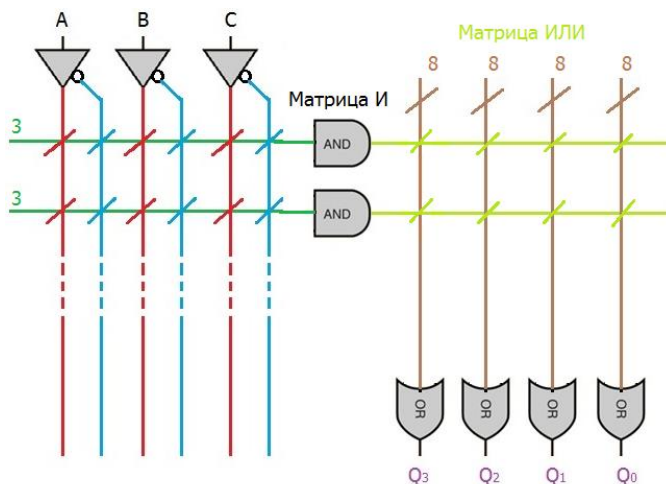 A B C
Матрица ИЛИ
8 8 8 8
Матрица И
3 AND
3 AND
OR OR OR OR
Q3 Q2 Q1 Q0